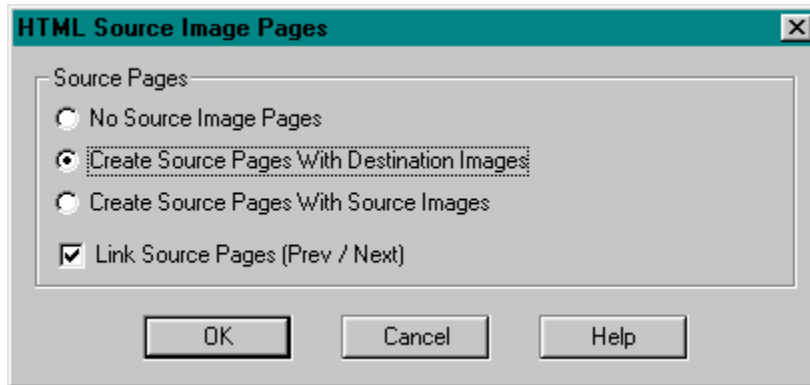 HTML Source Image Pages
Source Pages
No Source Image Pages
Create Source Pages With Destination Images
Create Source Pages With Source Images
Link Source Pages (Prev / Next)
OK Cancel Help